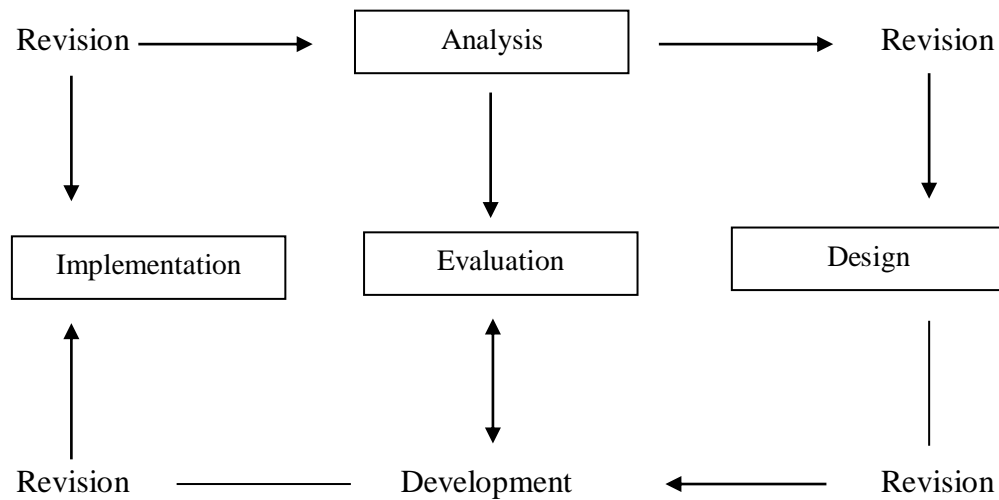 Revision
Analysis
Revision
Implementation
Evaluation
Design
Revision
Development
Revision